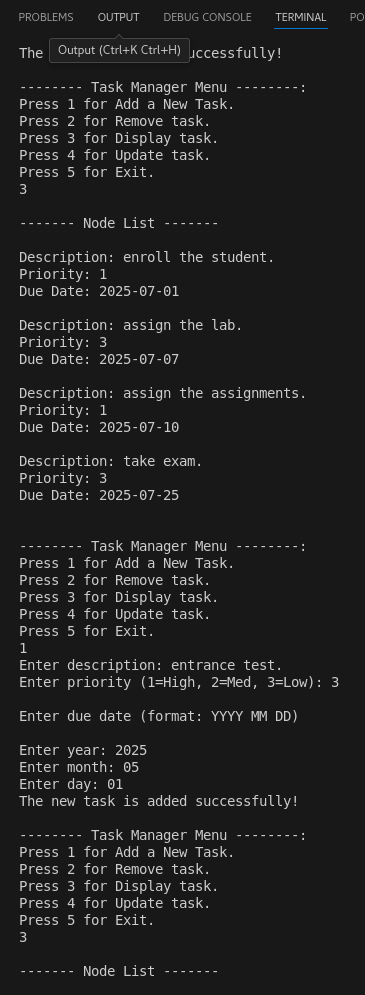 PROBLEMS OUTPUT DEBUG CONSOLE TERMINAL PO
The uccessfully!
Output (Ctrl+K Ctrl+H)
-------- Task Manager Menu --------:
Press 1 for Add a New Task.
Press 2 for Remove task.
Press 3 for Display task.
Press 4 for Update task.
Press 5 for Exit.
3
------- Node List -------
Description: enroll the student.
Priority: 1
Due Date: 2025-07-01
Description: assign the lab.
Priority: 3
Due Date: 2025-07-07
Description: assign the assignments.
Priority: 1
Due Date: 2025-07-10
Description: take exam.
Priority: 3
Due Date: 2025-07-25
-------- Task Manager Menu --------:
Press 1 for Add a New Task.
Press 2 for Remove task.
Press 3 for Display task.
Press 4 for Update task.
Press 5 for Exit.
1
Enter description: entrance test.
Enter priority (1=High, 2=Med, 3=Low): 3
Enter due date (format: YYYY MM DD)
Enter year: 2025
Enter month: 05
Enter day: 01
The new task is added successfully!
-------- Task Manager Menu --------:
Press 1 for Add a New Task.
Press 2 for Remove task.
Press 3 for Display task.
Press 4 for Update task.
Press 5 for Exit.
3
------- Node List -------